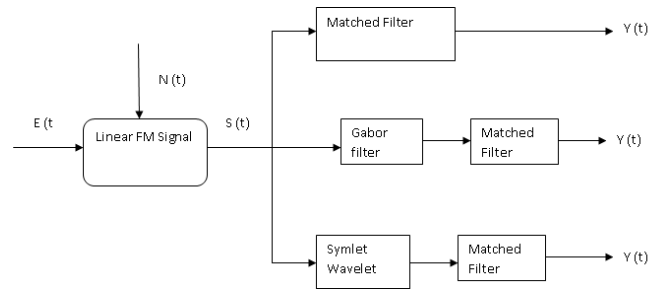 Matched Filter
Y (t)
N (t)
E (t
Linear FM Signal
S (t)
Gabor
filter
Matched
Filter
Y (t)
Symlet
Wavelet
Matched
Filter
Y (t)